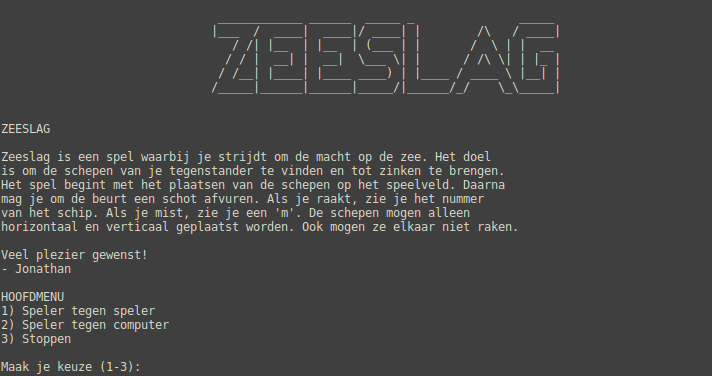 ZEESLAG
ZEESLAG
Zeeslag is een spel waarbij je strijdt om de macht op de zee. Het doel
is om de schepen van je tegenstander te vinden en tot zinken te brengen.
Het spel begint met het plaatsen van de schepen op het speelveld. Daarna
mag je om de beurt een schot afvuren. Als je raakt, zie je het nummer
van het schip. Als je mist, zie je een 'm'. De schepen mogen alleen
horizontaal en verticaal geplaatst worden. Ook mogen ze elkaar niet raken.
Veel plezier gewenst!
- Jonathan
HOOFDMENU
1) Speler tegen speler
2) Speler tegen computer
3) Stoppen
Maak je keuze (1-3):